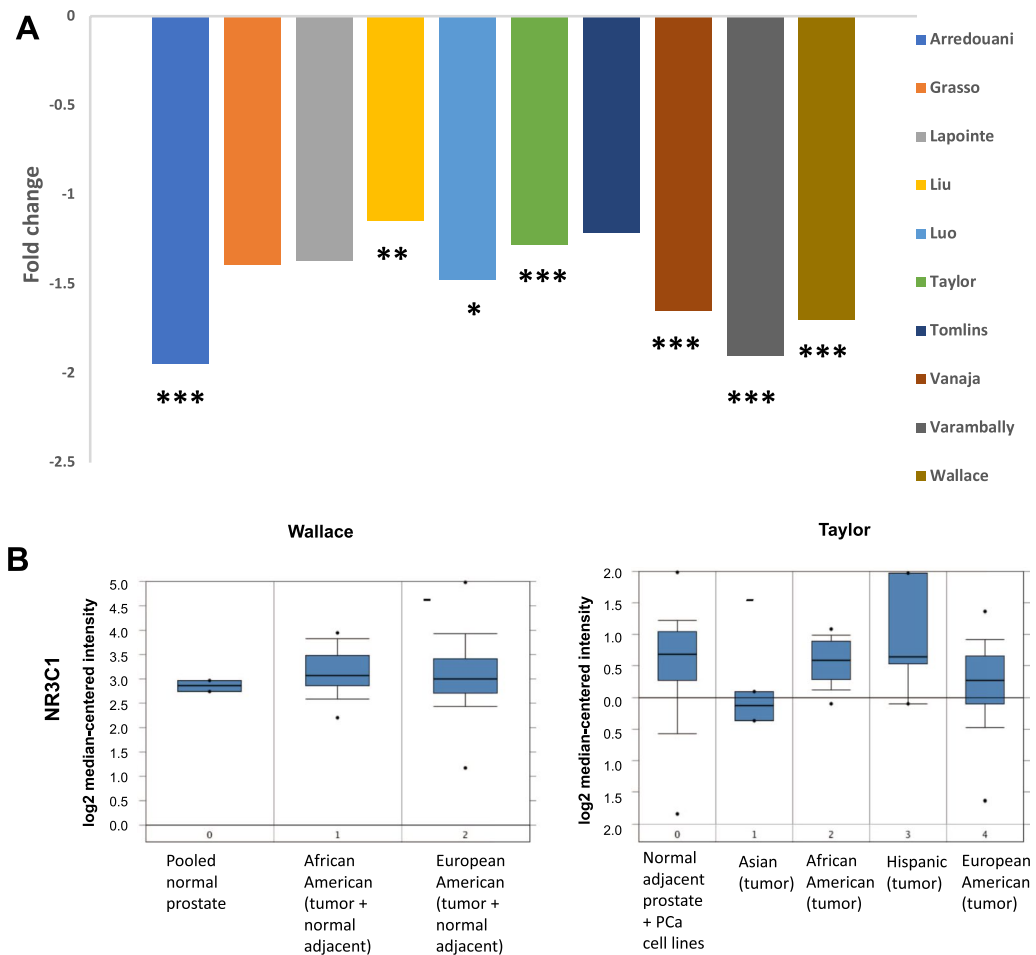 A
Fold change
0
-0.5
-1
-1.5
-2
-2.5
***
**
*
***
***
***
***
Arredouani
Grasso
Lapointe
Liu
Luo
Taylor
Tomlins
Vanaja
Varambally
Wallace
B
NR3C1
Wallace
log2 median-centered intensity
5.0
4.5
4.0
3.5
3.0
2.5
2.0
1.5
1.0
0.5
0.0
0
1
2
Pooled
normal
prostate
African
American
(tumor +
normal
adjacent)
European
American
(tumor +
normal
adjacent)
Taylor
log2 median-centered intensity
2.0
1.5
1.0
0.5
0.0
0.5
1.0
1.5
2.0
0
1
2
3
4
Normal
adjacent
prostate
+ PCa
cell lines
Asian
(tumor)
African
American
(tumor)
Hispanic
(tumor)
European
American
(tumor)